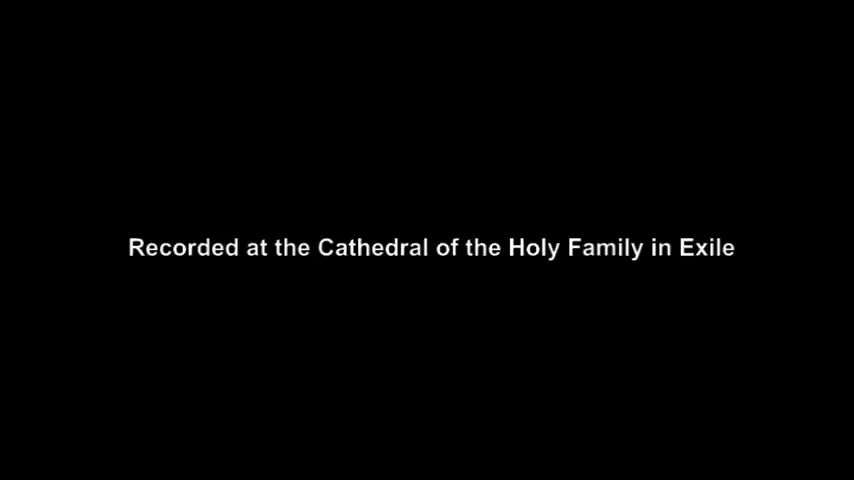 Recorded at the Cathedral of the Holy Family in Exile